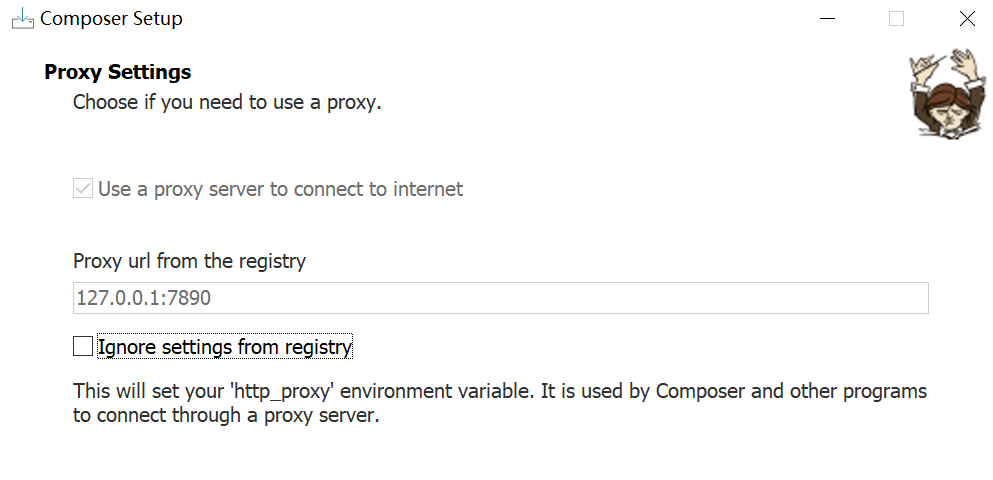 Composer Setup
Proxy Settings
Choose if you need to use a proxy.
Use a proxy server to connect to internet
Proxy url from the registry
127.0.0.1:7890
Ignore settings from registry
This will set your 'http_proxy' environment variable. It is used by Composer and other programs
to connect through a proxy server.